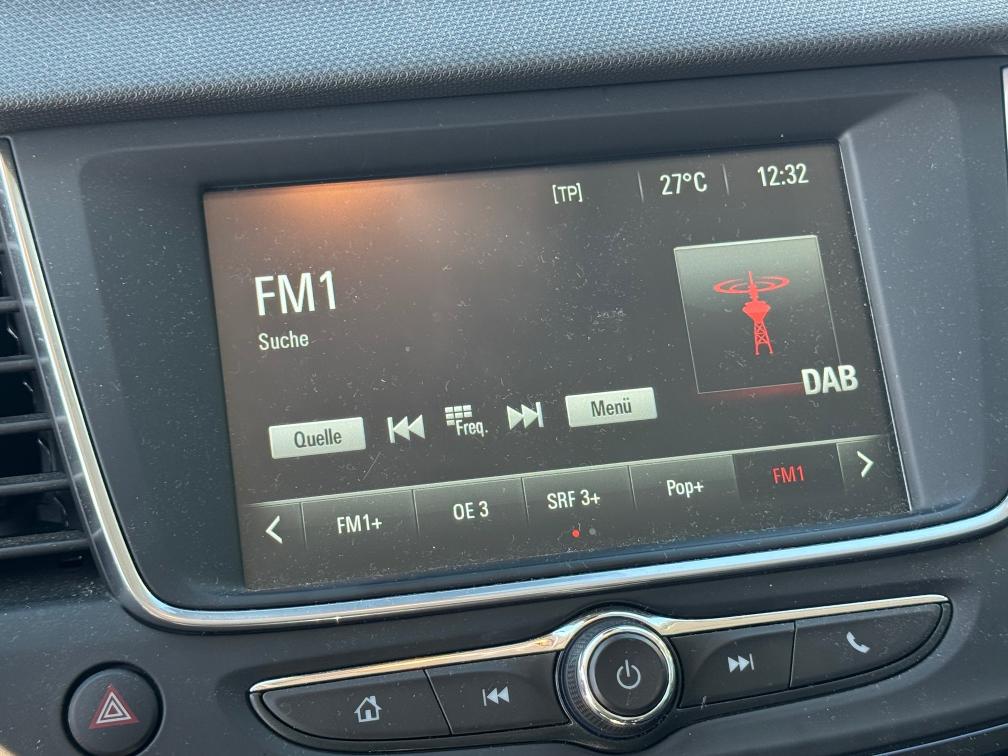 [TP] 27°C 12:32
FM1
Suche
DAB
Quelle Freq. Menü
FM1+ OE 3 SRF 3+ Pop+ FM1